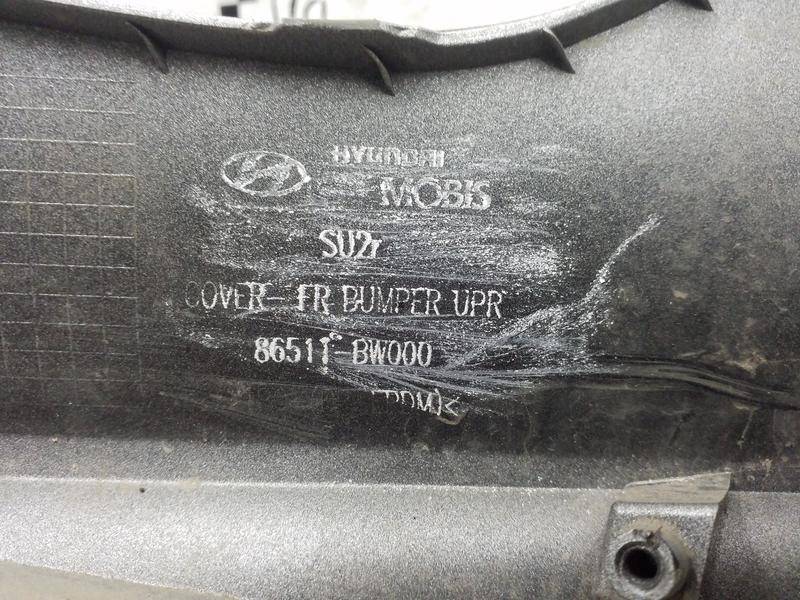 HYUNDAI
MOBIS
SU2r
COVER-FR BUMPER UPR
86511-BW000